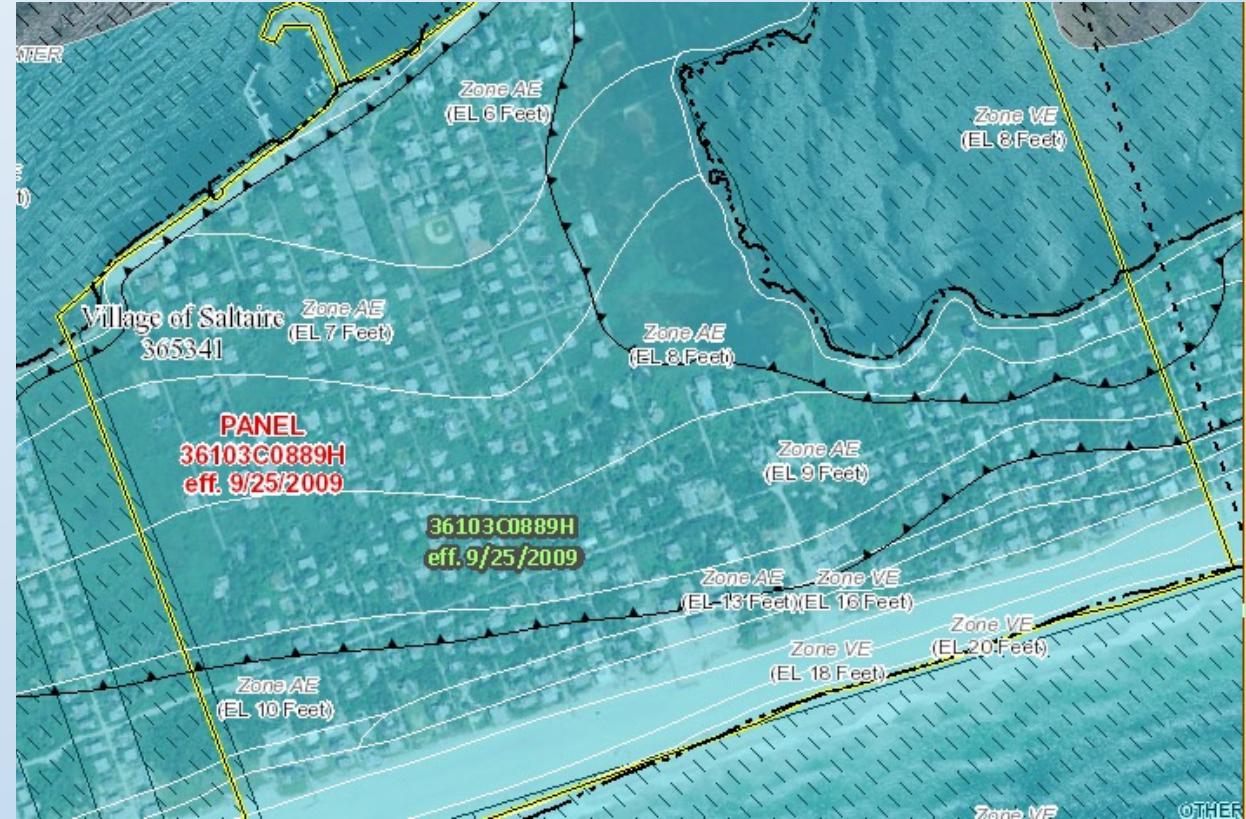 ATER
Zone AE
(EL 6 Feet)
Zone VE
(EL 8 Feet)
t)
Village of Saltaire
365341
Zone AE
(EL 7 Feet)
Zone AE
(EL 8 Feet)
PANEL
36103C0889H
eff. 9/25/2009
Zone AE
(EL 9 Feet)
36103C0889H
eff. 9/25/2009
Zone AE
(EL 13 Feet)
Zone VE
(EL 16 Feet)
Zone VE
(EL 20 Feet)
Zone VE
(EL 18 Feet)
Zone AE
(EL 10 Feet)
Zone VE
OTHER